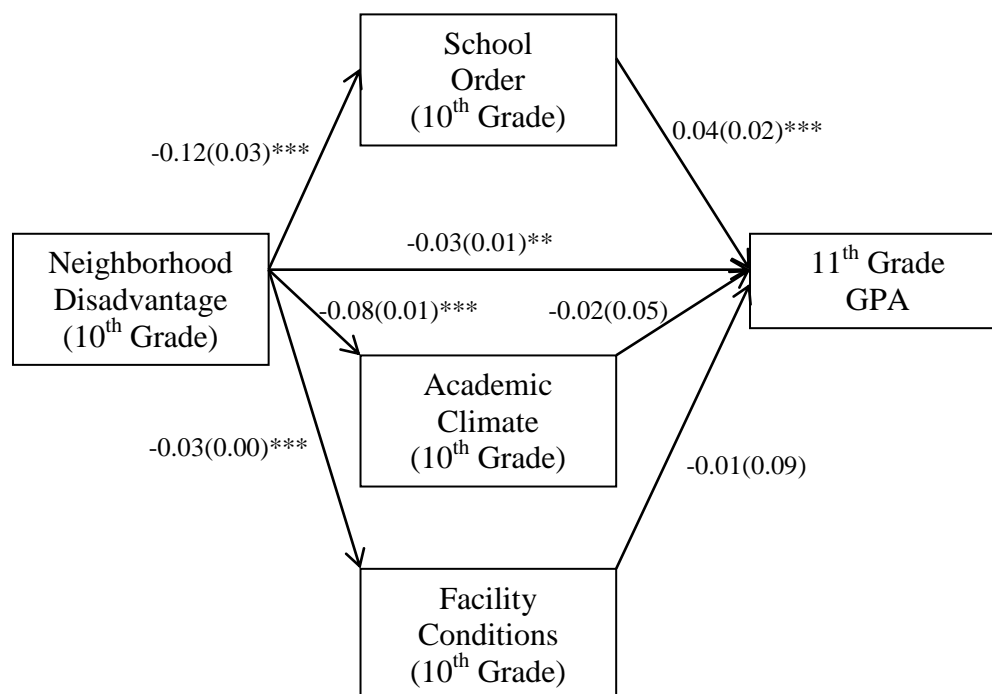 School
Order
(10th Grade)
-0.12(0.03)***
0.04(0.02)***
Neighborhood
Disadvantage
(10th Grade)
-0.03(0.01)**
11th Grade
GPA
-0.08(0.01)***
-0.02(0.05)
Academic
Climate
(10th Grade)
-0.03(0.00)***
-0.01(0.09)
Facility
Conditions
(10th Grade)